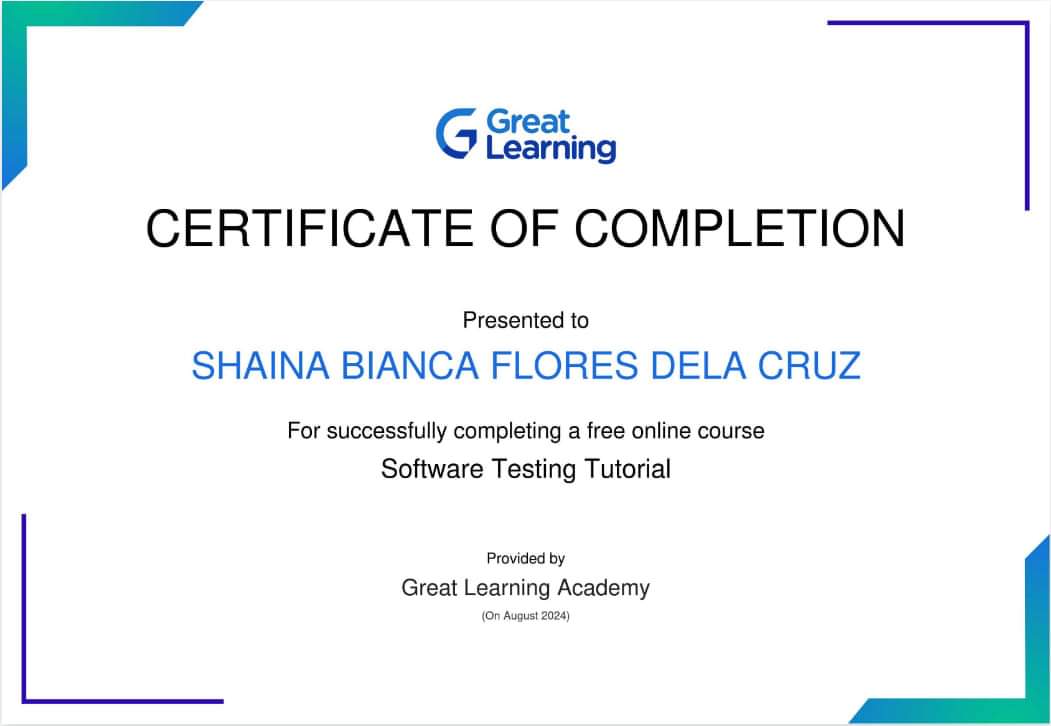 Great
Learning
CERTIFICATE OF COMPLETION
Presented to
SHAINA BIANCA FLORES DELA CRUZ
For successfully completing a free online course
Software Testing Tutorial
Provided by
Great Learning Academy
(On August 2024)